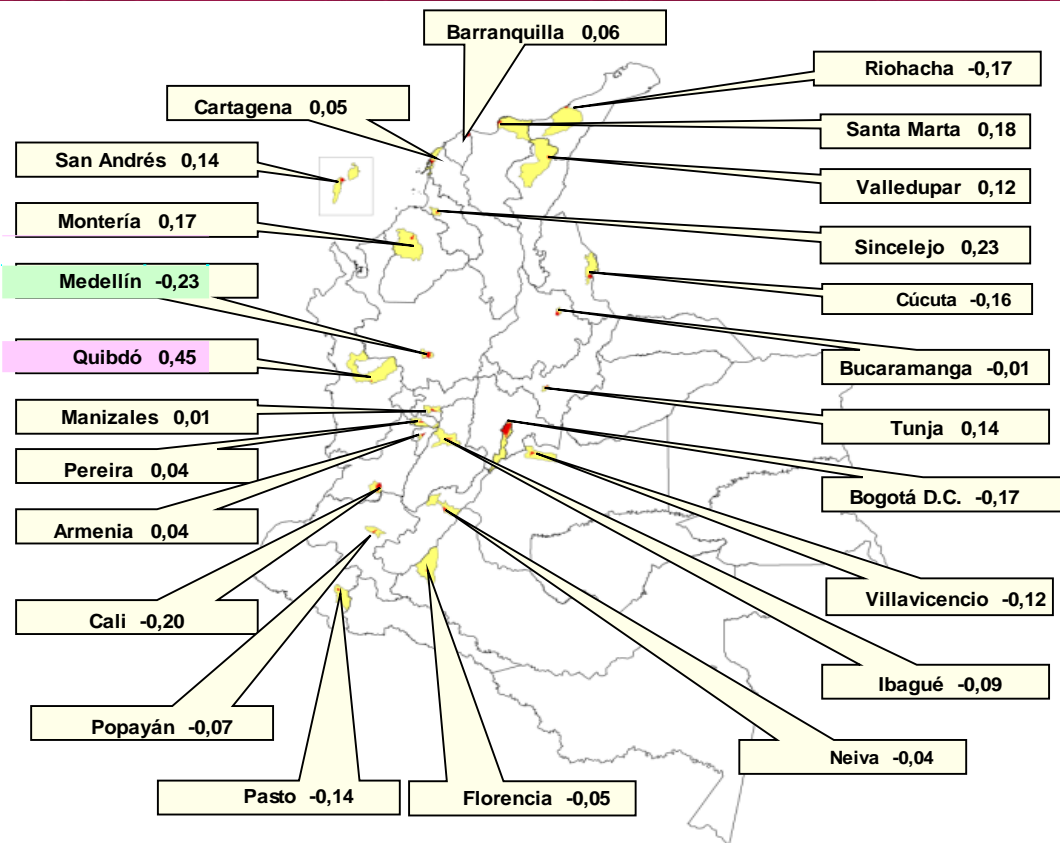 Barranquilla 0,06
Riohacha -0,17
Cartagena 0,05
Santa Marta 0,18
San Andrés 0,14
Valledupar 0,12
Montería 0,17
Sincelejo 0,23
Medellín -0,23
Cúcuta -0,16
Quibdó 0,45
Bucaramanga -0,01
Manizales 0,01
Tunja 0,14
Pereira 0,04
Bogotá D.C. -0,17
Armenia 0,04
Villavicencio -0,12
Cali -0,20
Ibagué -0,09
Popayán -0,07
Neiva -0,04
Pasto -0,14
Florencia -0,05